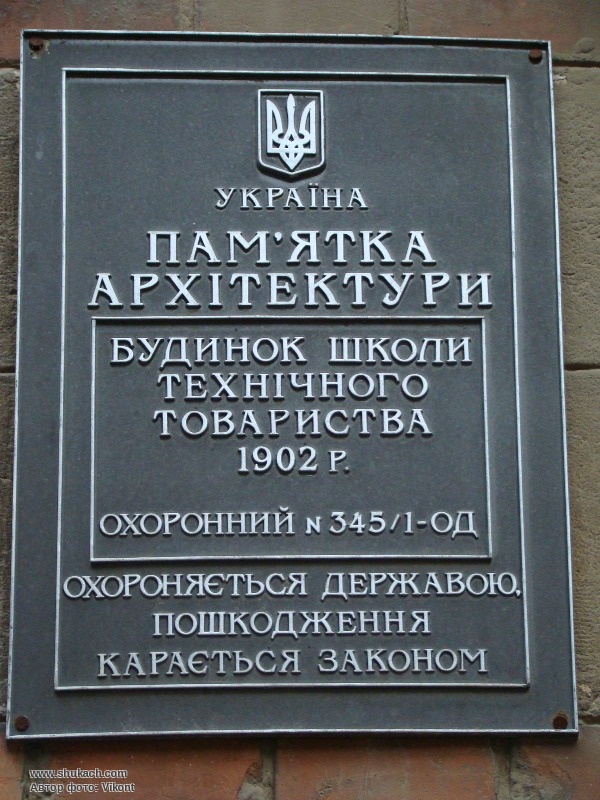 УКРАЇНА
ПАМ'ЯТКА
АРХІТЕКТУРИ
БУДИНОК ШКОЛИ
ТЕХНІЧНОГО
ТОВАРИСТВА
1902 Р.
ОХОРОННИЙ N 345/1-ОД
ОХОРОНЯЄТЬСЯ ДЕРЖАВОЮ,
ПОШКОДЖЕННЯ
КАРАЄТЬСЯ ЗАКОНОМ
www.shukach.com
Автор фото: Vikont